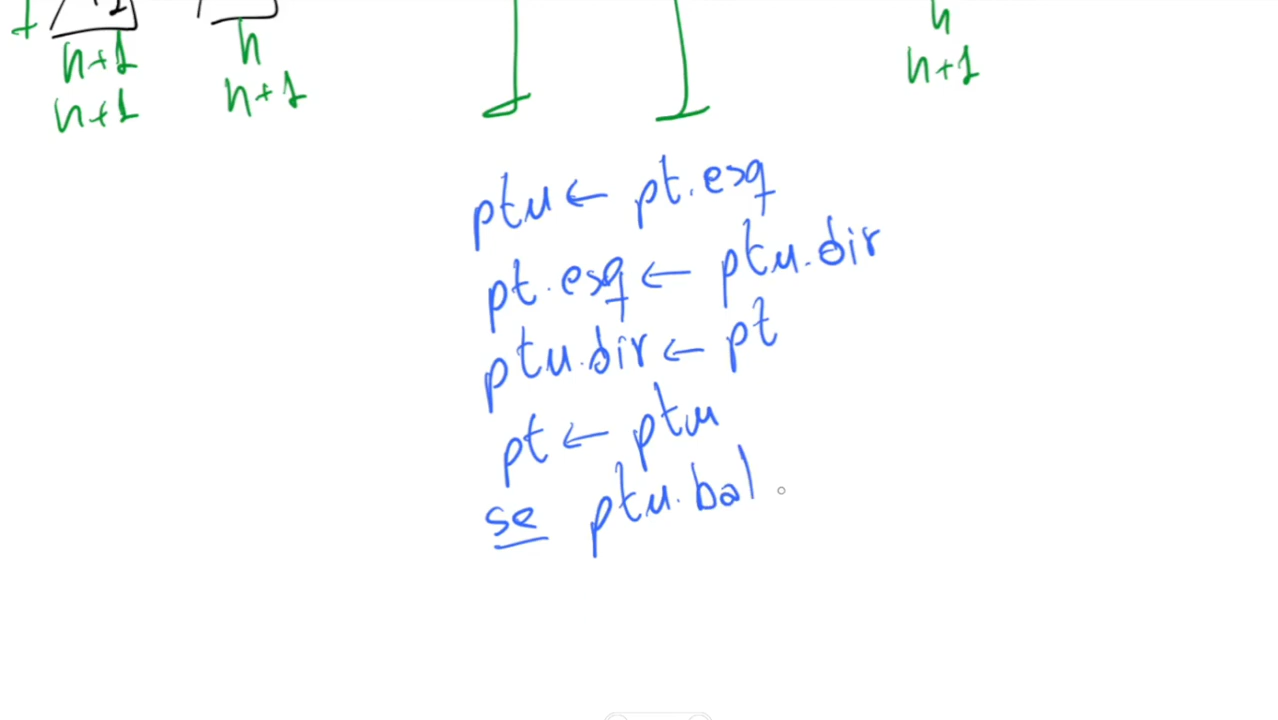 h
h+1 h h+1
h+1 h+1
ptu ← pt.esq
pt.esq ← ptu.dir
ptu.dir ← pt
pt ← ptu
se ptu.bal